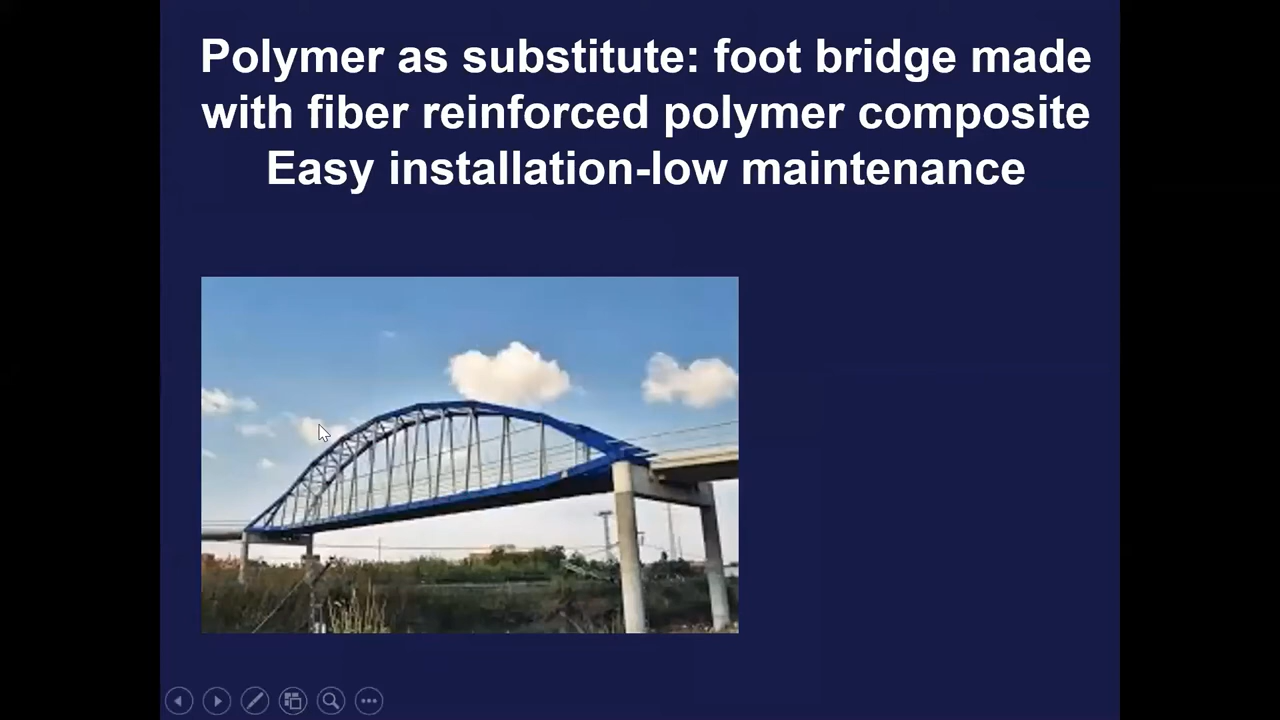 Polymer as substitute: foot bridge made
with fiber reinforced polymer composite
Easy installation-low maintenance